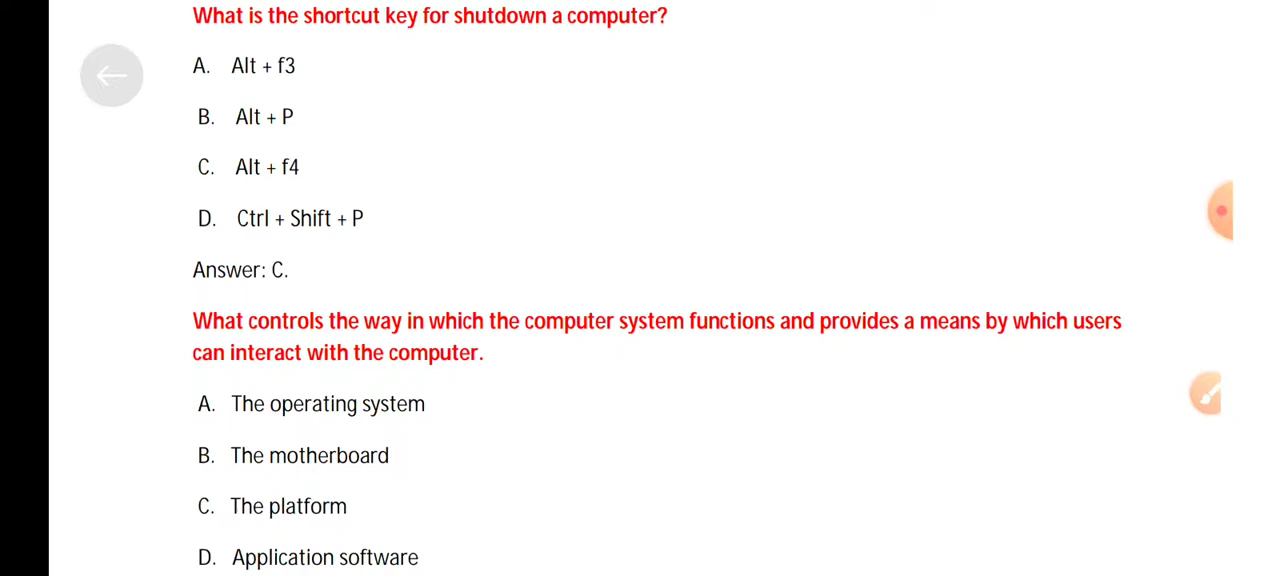 What is the shortcut key for shutdown a computer?
A. Alt + f3
B. Alt + P
C. Alt + f4
D. Ctrl + Shift + P
Answer: C.
What controls the way in which the computer system functions and provides a means by which users
can interact with the computer.
A. The operating system
B. The motherboard
C. The platform
D. Application software